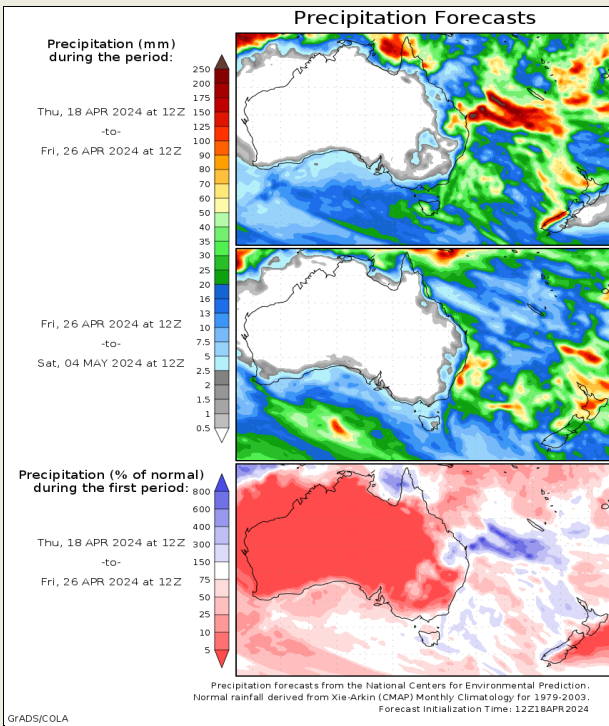 Precipitation Forecasts
Precipitation (mm)
during the period:
Thu, 18 APR 2024 at 12Z
-to-
Fri, 26 APR 2024 at 12Z
250
200
175
150
125
100
90
80
70
60
50
40
35
30
25
20
16
13
10
7.5
5
2.5
2
1.5
1
0.5
Fri, 26 APR 2024 at 12Z
-to-
Sat, 04 MAY 2024 at 12Z
Precipitation (% of normal)
during the first period:
Thu, 18 APR 2024 at 12Z
-to-
Fri, 26 APR 2024 at 12Z
800
600
400
300
150
75
50
25
10
5
Precipitation forecasts from the National Centers for Environmental Prediction.
Normal rainfall derived from Xie-Arkin (CMAP) Monthly Climatology for 1979-2003.
Forecast Initialization Time: 12Z18APR2024
GrADS/COLA